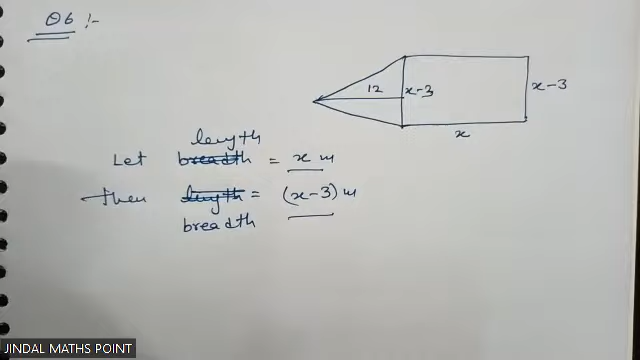 Q6 :-
12
x-3
x-3
x
length
Let breadth = x m
Then length = (x-3) m
breadth
JINDAL MATHS POINT